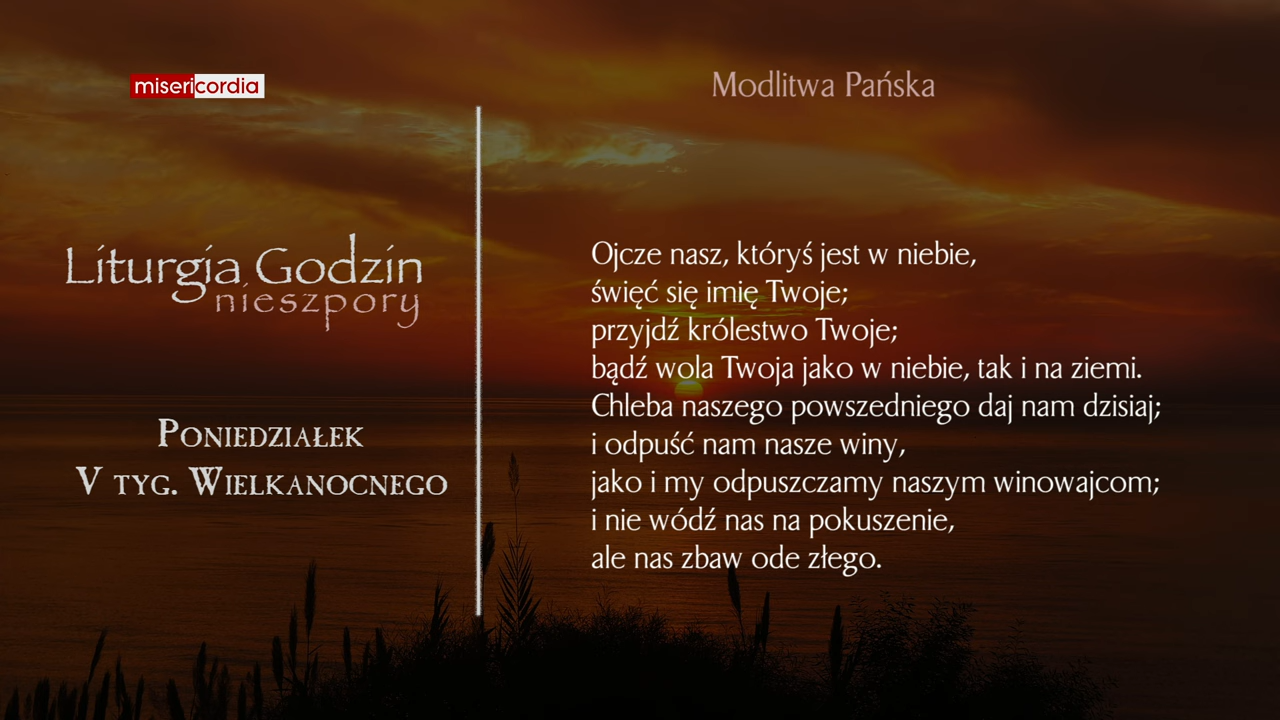 misericordia
Liturgia Godzin
nieszpory
Poniedziałek
V tyg. Wielkanocnego
Modlitwa Pańska
Ojcze nasz, któryś jest w niebie,
święć się imię Twoje;
przyjdź królestwo Twoje;
bądź wola Twoja jako w niebie, tak i na ziemi.
Chleba naszego powszedniego daj nam dzisiaj;
i odpuść nam nasze winy,
jako i my odpuszczamy naszym winowajcom;
i nie wódź nas na pokuszenie,
ale nas zbaw ode złego.